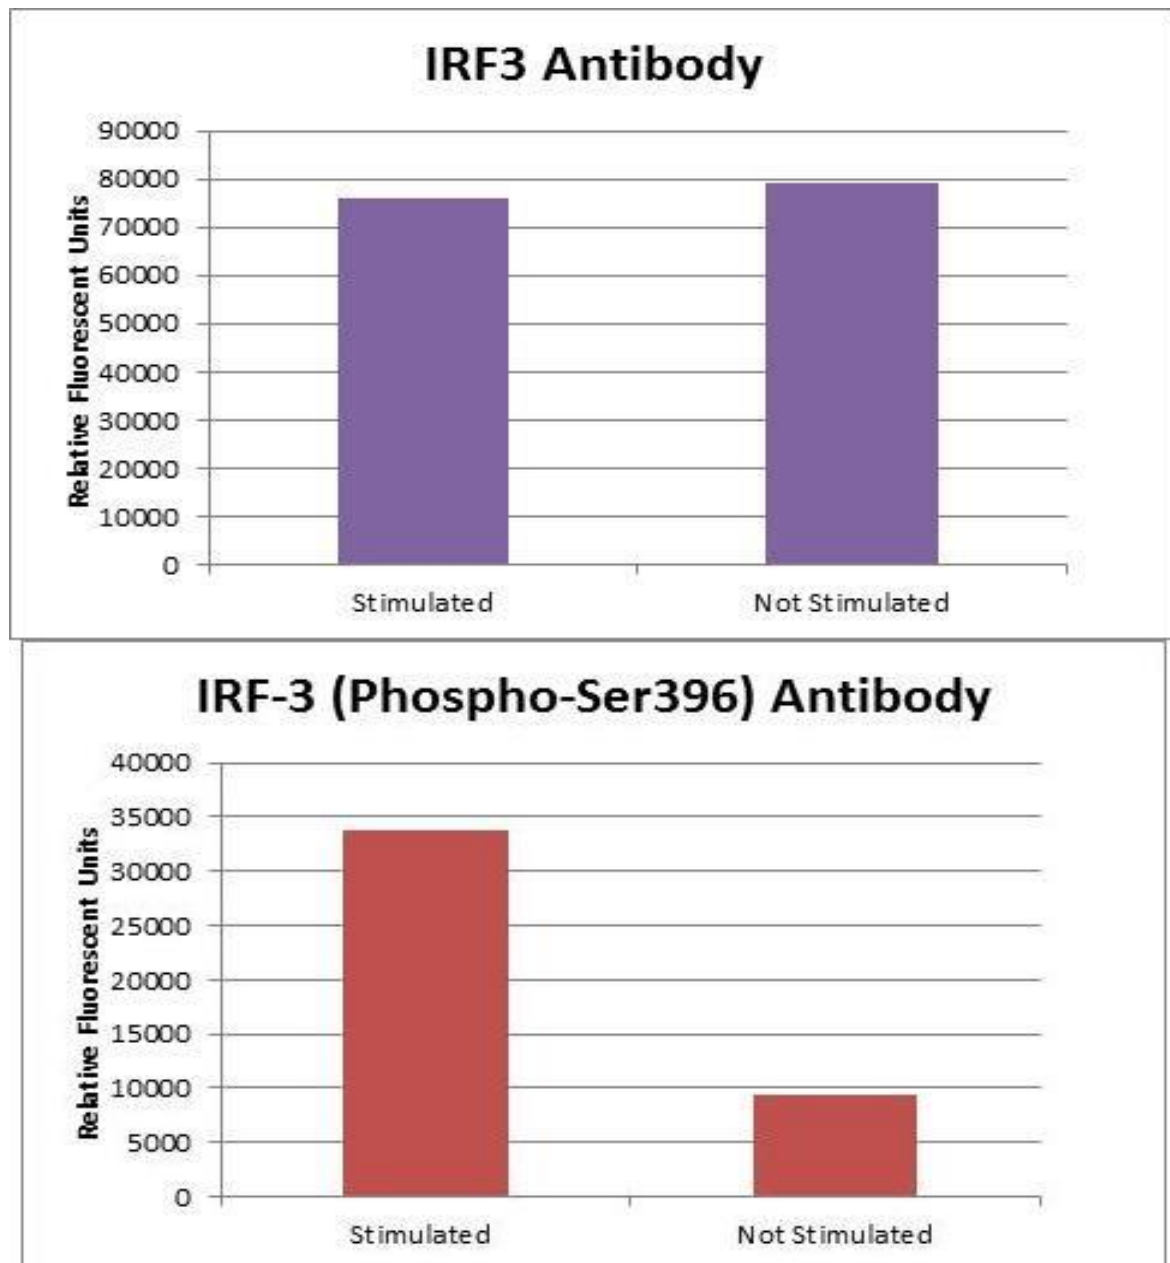 IRF3 Antibody
Relative Fluorescent Units
90000
80000
70000
60000
50000
40000
30000
20000
10000
0
Stimulated
Not Stimulated
IRF-3 (Phospho-Ser396) Antibody
Relative Fluorescent Units
40000
35000
30000
25000
20000
15000
10000
5000
0
Stimulated
Not Stimulated